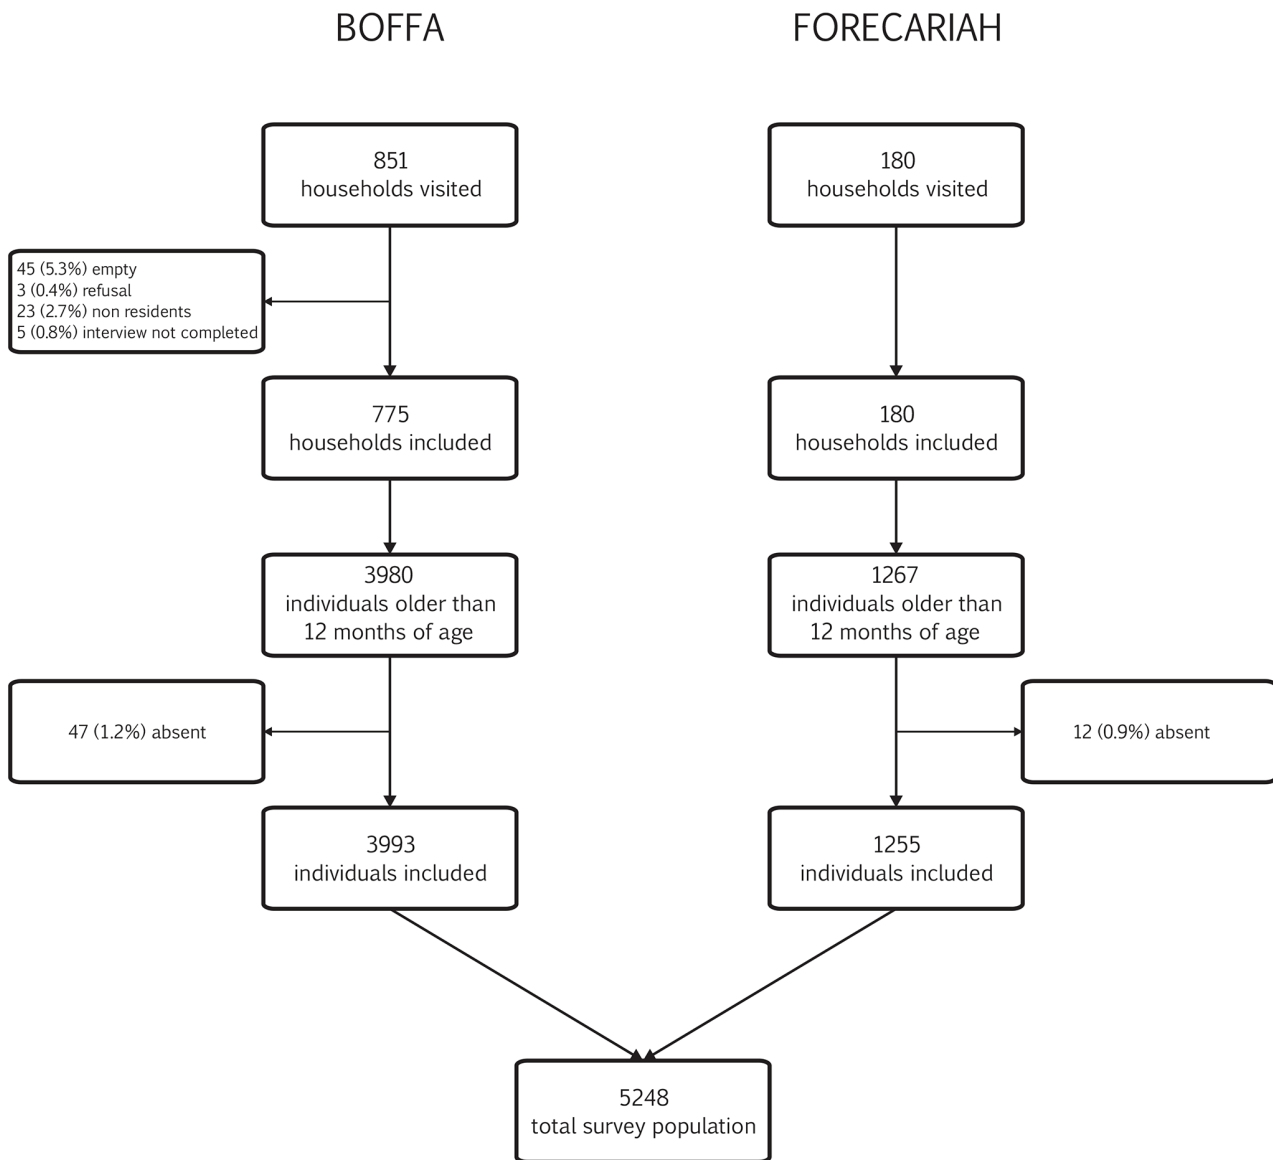 BOFFA
FORECARIAH
851
households visited
180
households visited
45 (5.3%) empty
3 (0.4%) refusal
23 (2.7%) non residents
5 (0.8%) interview not completed
775
households included
180
households included
3980
individuals older than
12 months of age
1267
individuals older than
12 months of age
47 (1.2%) absent
12 (0.9%) absent
3993
individuals included
1255
individuals included
5248
total survey population